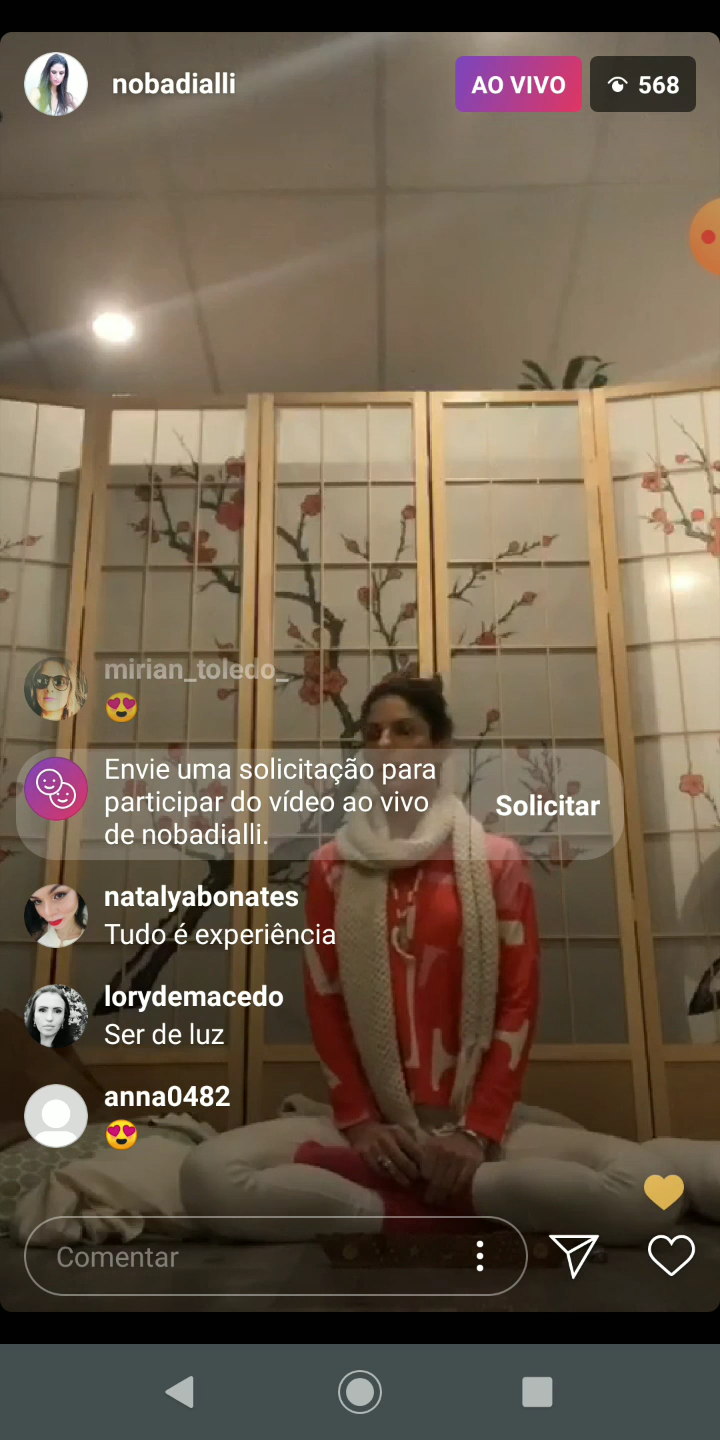 nobadialli
AO VIVO
568
mirian_toledo_
😍
Envie uma solicitação para
participar do vídeo ao vivo
de nobadialli.
Solicitar
natalyabonates
Tudo é experiência
lorydemacedo
Ser de luz
anna0482
😍
Comentar